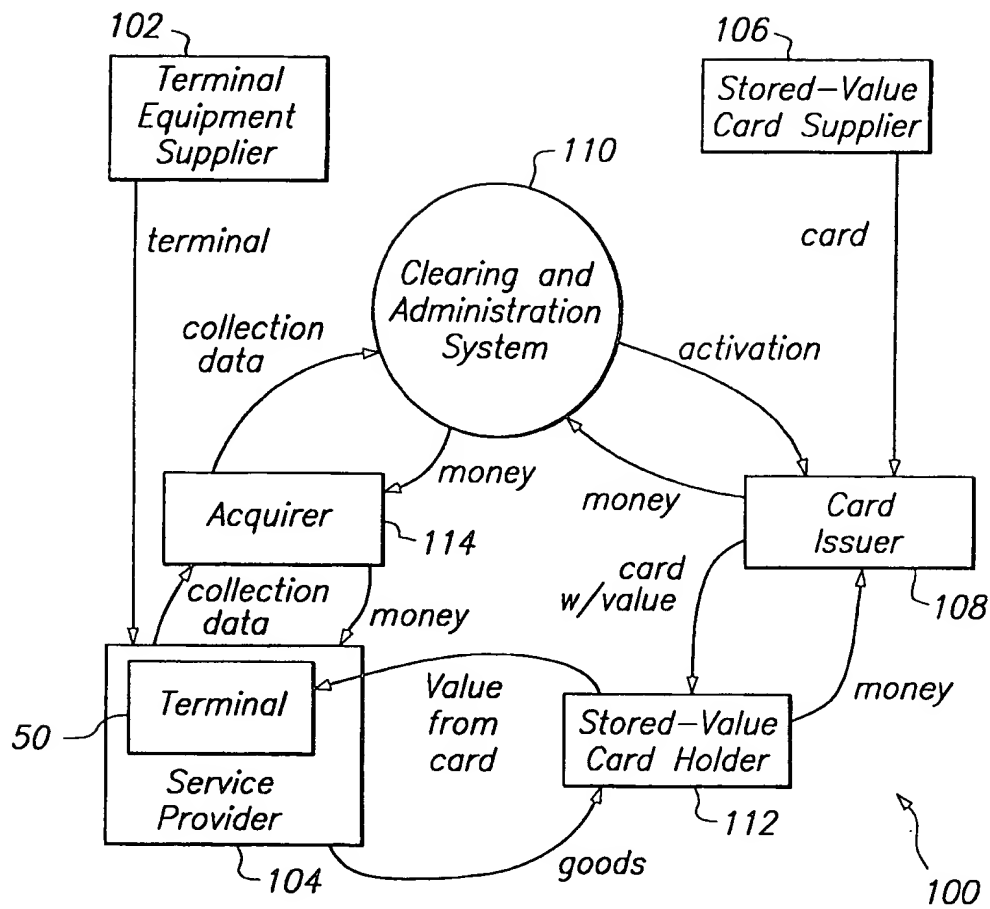 102
Terminal
Equipment
Supplier
106
Stored-Value
Card Supplier
110
terminal
card
Clearing and
Administration
System
collection
data
activation
money
money
Acquirer
114
Card
Issuer
108
collection
data
money
card
w/value
money
50
Terminal
Service
Provider
104
Value
from
card
Stored-Value
Card Holder
112
goods
100